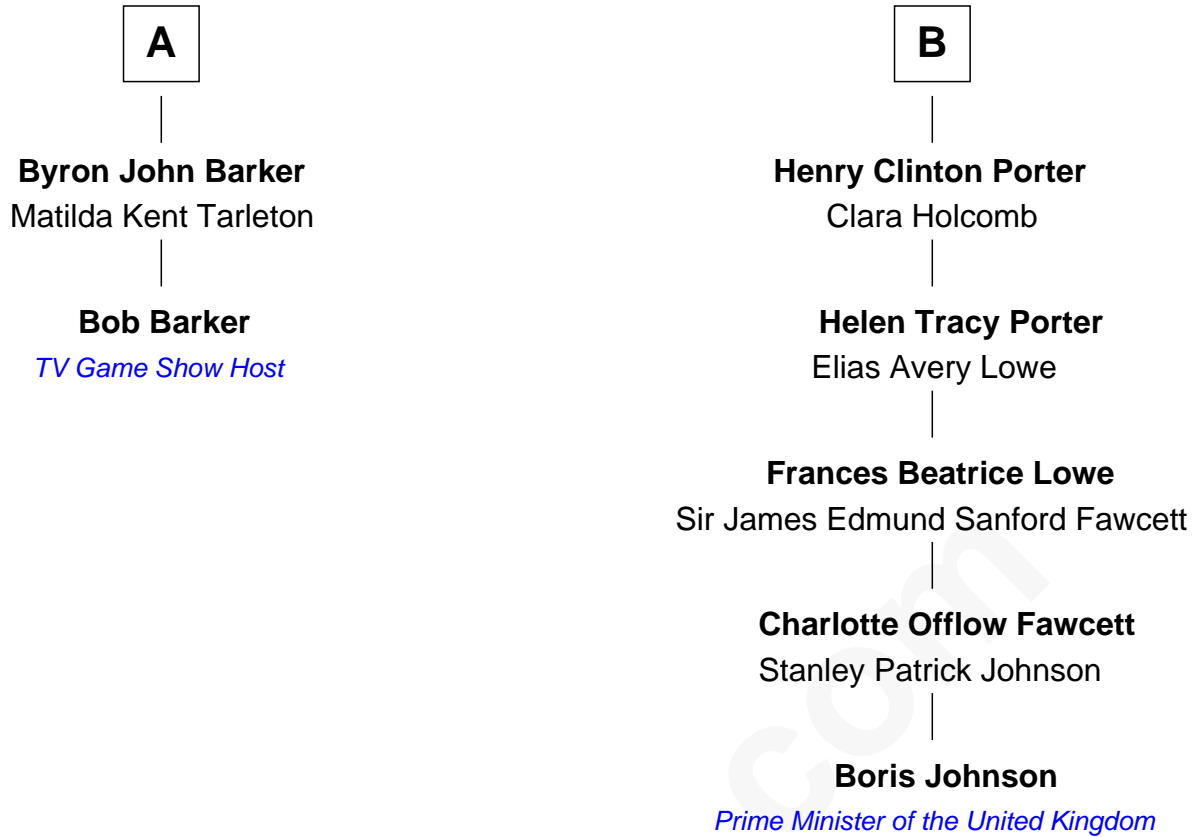 A
Byron John Barker
Matilda Kent Tarleton
Bob Barker
TV Game Show Host
B
Henry Clinton Porter
Clara Holcomb
Helen Tracy Porter
Elias Avery Lowe
Frances Beatrice Lowe
Sir James Edmund Sanford Fawcett
Charlotte Offlow Fawcett
Stanley Patrick Johnson
Boris Johnson
Prime Minister of the United Kingdom
com